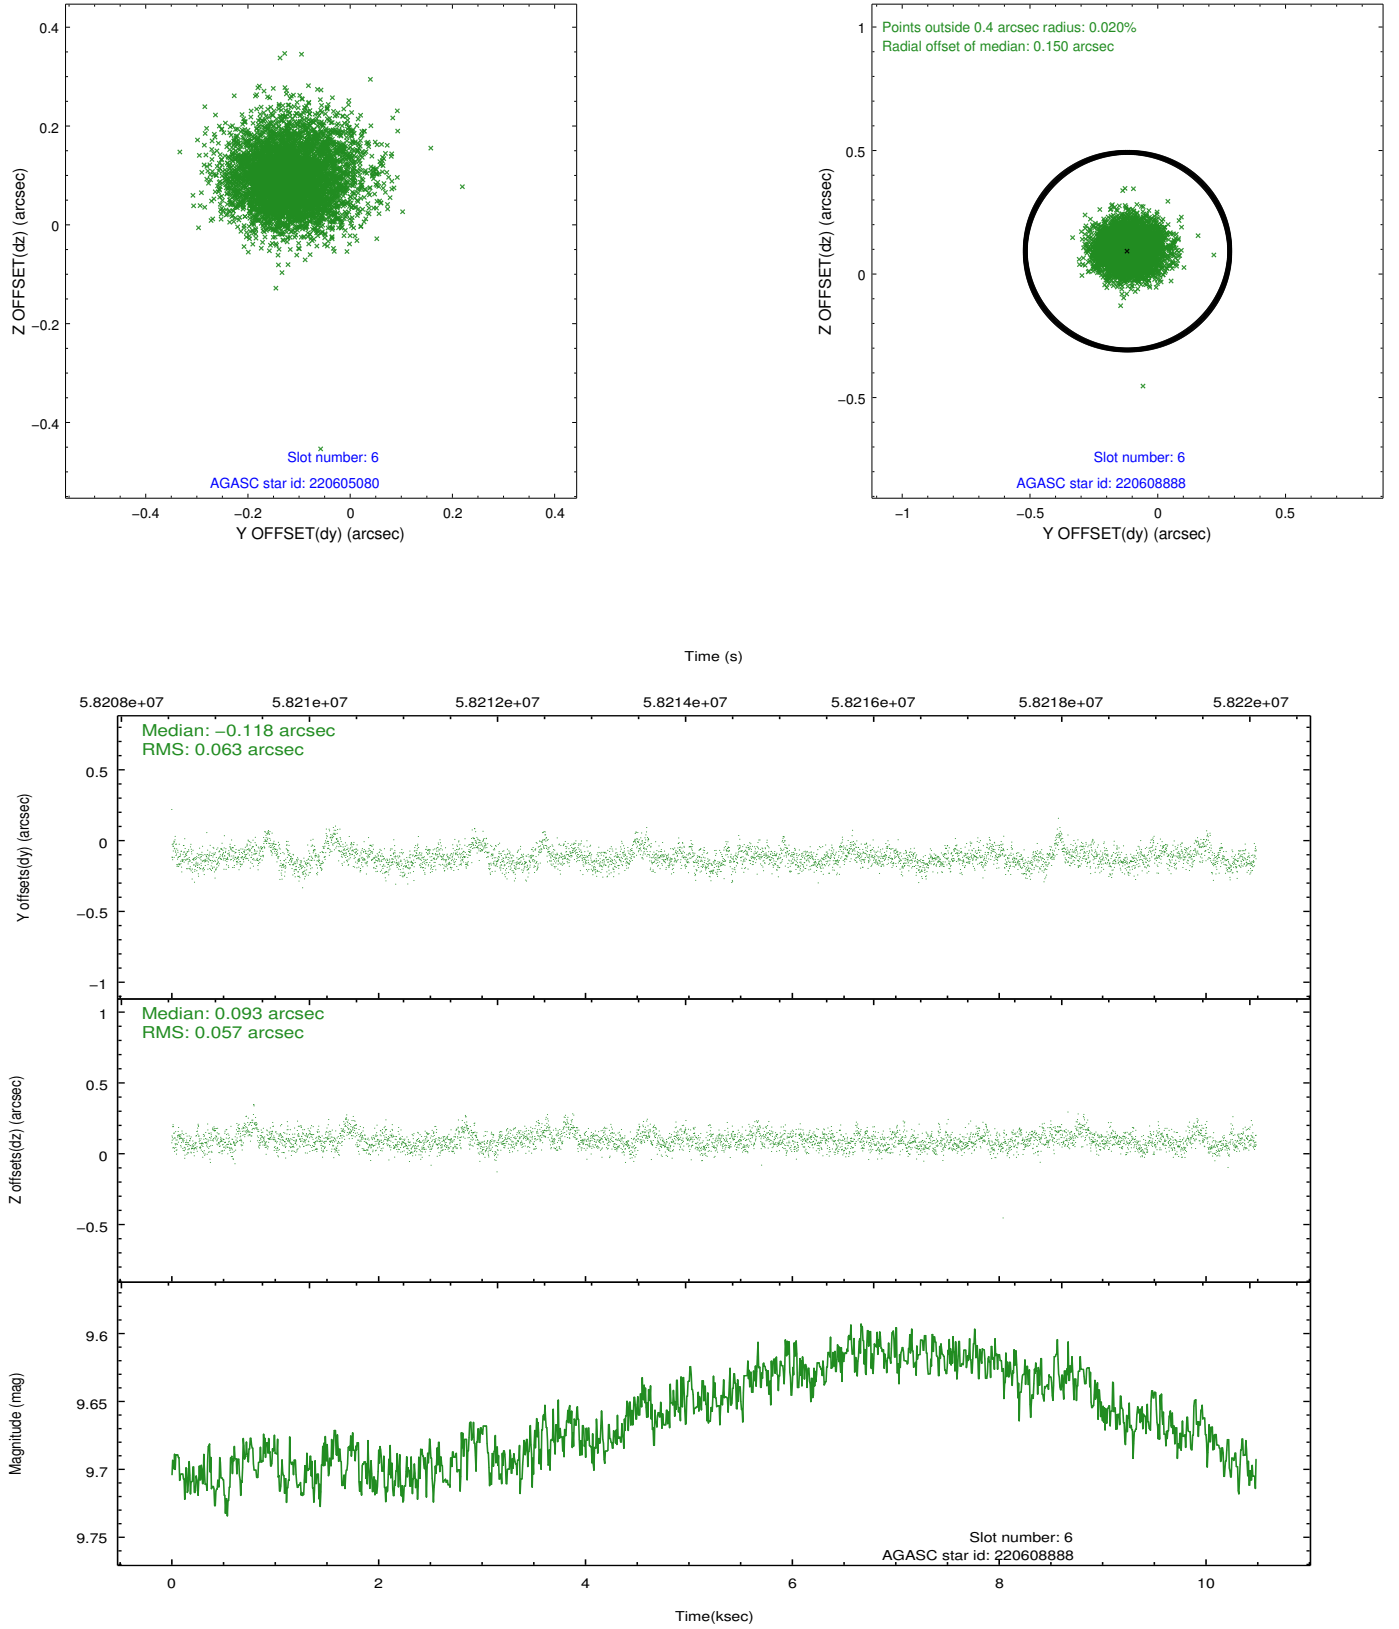 0.4
0.2
0
−0.2
−0.4
Z OFFSET(dz) (arcsec)
Slot number: 6
AGASC star id: 220605080
−0.4
−0.2
0
0.2
0.4
Y OFFSET(dy) (arcsec)
Points outside 0.4 arcsec radius: 0.020%
Radial offset of median: 0.150 arcsec
1
0.5
0
−0.5
Z OFFSET(dz) (arcsec)
Slot number: 6
AGASC star id: 220608888
−1
−0.5
0
0.5
Y OFFSET(dy) (arcsec)
Time (s)
5.8208e+07
5.821e+07
5.8212e+07
5.8214e+07
5.8216e+07
5.8218e+07
5.822e+07
Median: −0.118 arcsec
RMS: 0.063 arcsec
0.5
0
−0.5
−1
Y offsets(dy) (arcsec)
Median: 0.093 arcsec
RMS: 0.057 arcsec
1
0.5
0
−0.5
Z offsets(dz) (arcsec)
9.6
9.65
9.7
9.75
Magnitude (mag)
Slot number: 6
AGASC star id: 220608888
0
2
4
6
8
10
Time(ksec)